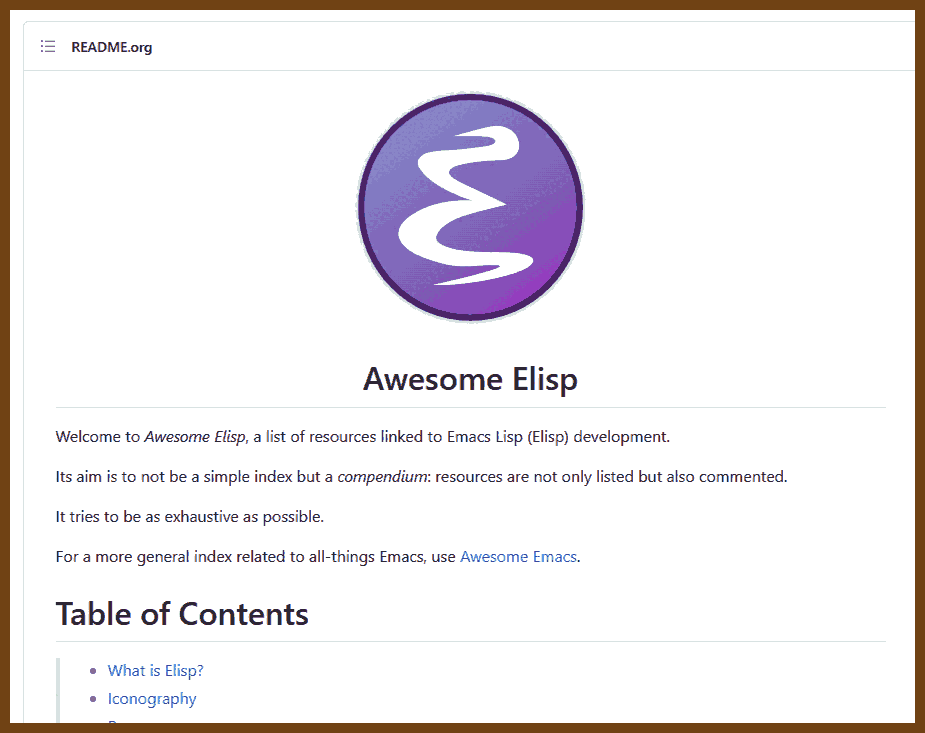 README.org
Awesome Elisp
Welcome to Awesome Elisp, a list of resources linked to Emacs Lisp (Elisp) development.
Its aim is to not be a simple index but a compendium: resources are not only listed but also commented.
It tries to be as exhaustive as possible.
For a more general index related to all-things Emacs, use Awesome Emacs.
Table of Contents
What is Elisp?
Iconography